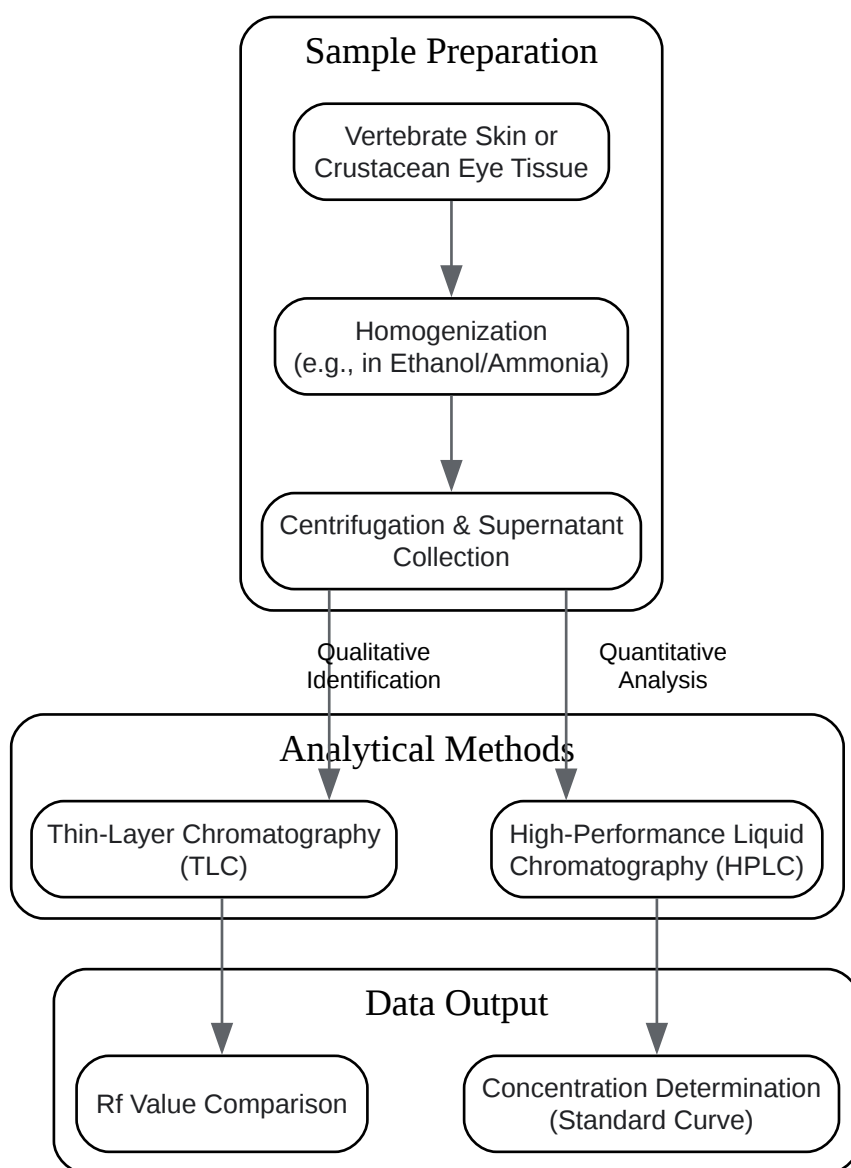 Sample Preparation
Vertebrate Skin or
Crustacean Eye Tissue
Homogenization
(e.g., in Ethanol/Ammonia)
Centrifugation & Supernatant
Collection
Qualitative
Identification
Quantitative
Analysis
Analytical Methods
Thin-Layer Chromatography
(TLC)
High-Performance Liquid
Chromatography (HPLC)
Data Output
Rf Value Comparison
Concentration Determination
(Standard Curve)